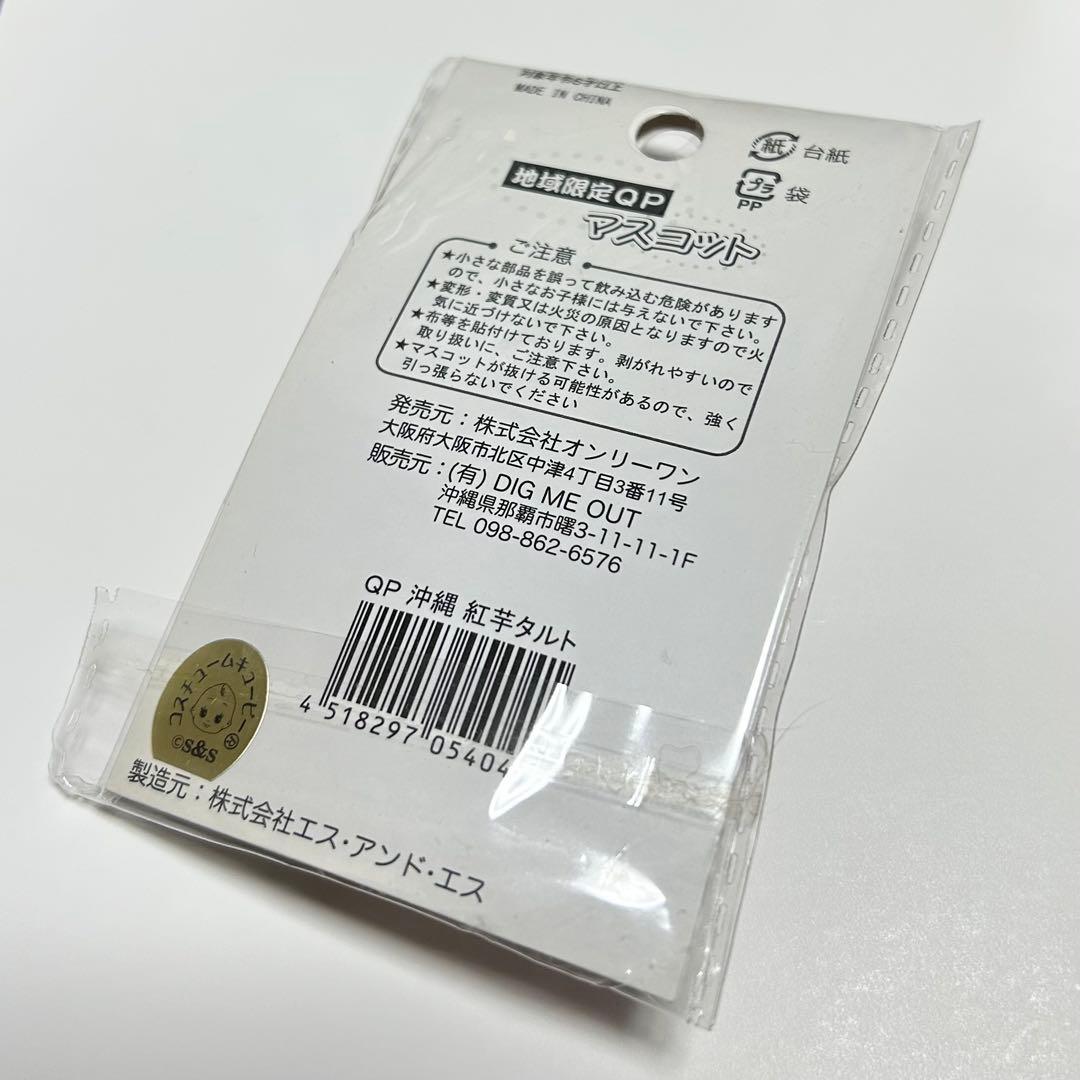 対象年令6才以上
MADE IN CHINA
紙 台紙
プラ 袋
PP
地域限定QP
マスコット
ご注意
★小さな部品を誤って飲み込む危険があります
ので、小さなお子様には与えないで下さい。
★変形・変質又は火災の原因となりますので火
気に近づけないで下さい。
★布等を貼付けております。剥がれやすいので
取り扱いに、ご注意下さい。
★マスコットが抜ける可能性があるので、強く
引っ張らないでください
発売元：株式会社オンリーワン
大阪府大阪市北区中津4丁目3番11号
販売元：(有) DIG ME OUT
沖縄県那覇市曙3-11-11-1F
TEL 098-862-6576
QP 沖縄 紅芋タルト
4 518297 05404
コスチュームキューピー
©S&S
製造元：株式会社エス・アンド・エス